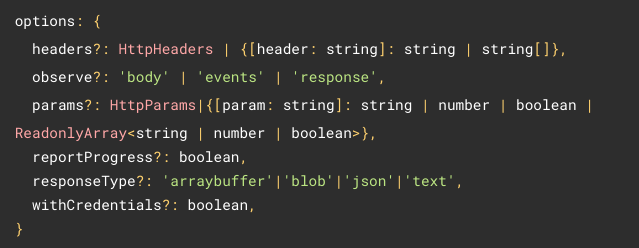 options: {
  headers?: HttpHeaders | {[header: string]: string | string[]},
  observe?: 'body' | 'events' | 'response',
  params?: HttpParams|{[param: string]: string | number | boolean |
ReadonlyArray<string | number | boolean>},
  reportProgress?: boolean,
  responseType?: 'arraybuffer'|'blob'|'json'|'text',
  withCredentials?: boolean,
}